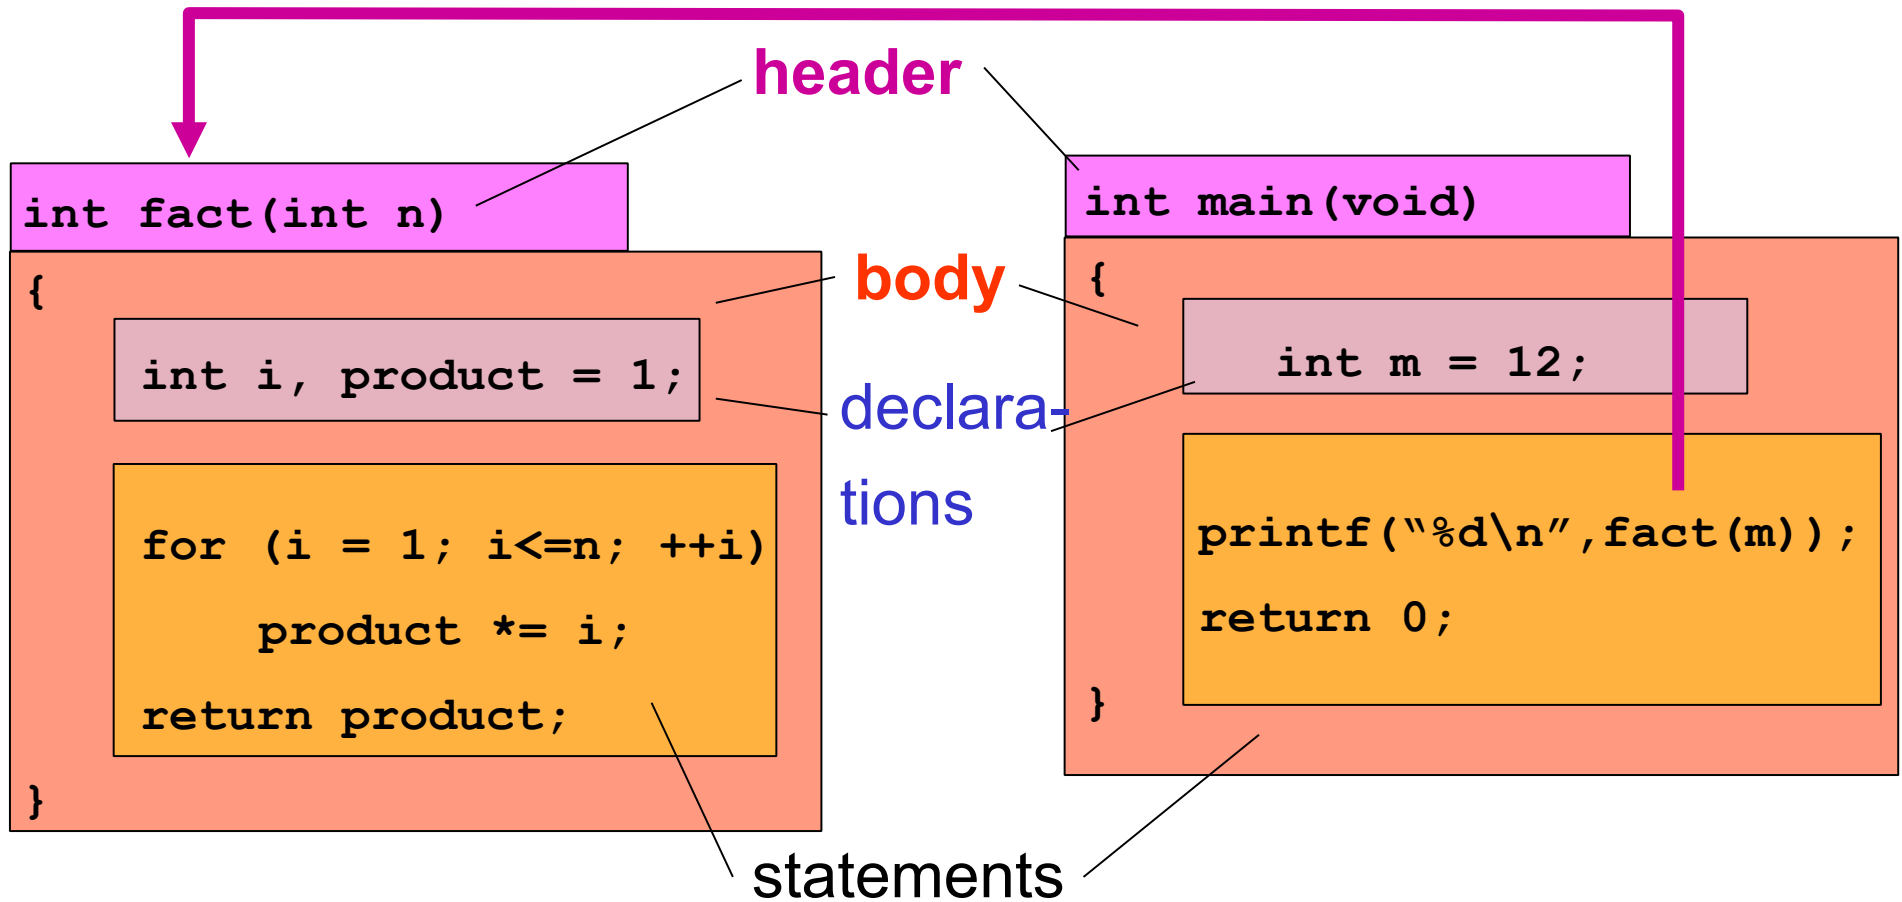 header
int fact(int n)
{
int i, product = 1;
for (i = 1; i<=n; ++i)
product *= i;
return product;
}
body
declara-
tions
statements
int main(void)
{
int m = 12;
printf(“%d\n”,fact(m));
return 0;
}